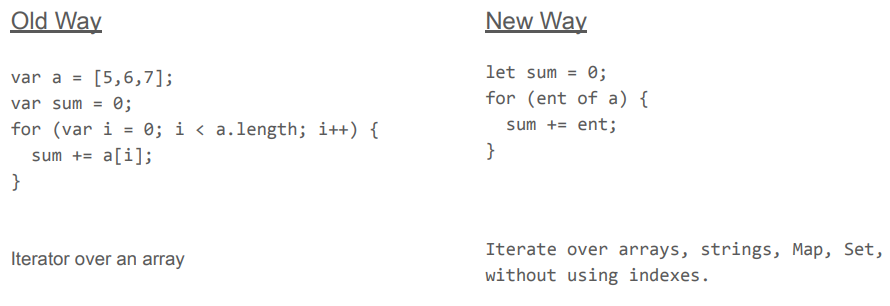 Old Way
var a = [5,6,7];
var sum = 0;
for (var i = 0; i < a.length; i++) {
  sum += a[i];
}
Iterator over an array
New Way
let sum = 0;
for (ent of a) {
  sum += ent;
}
Iterate over arrays, strings, Map, Set,
without using indexes.